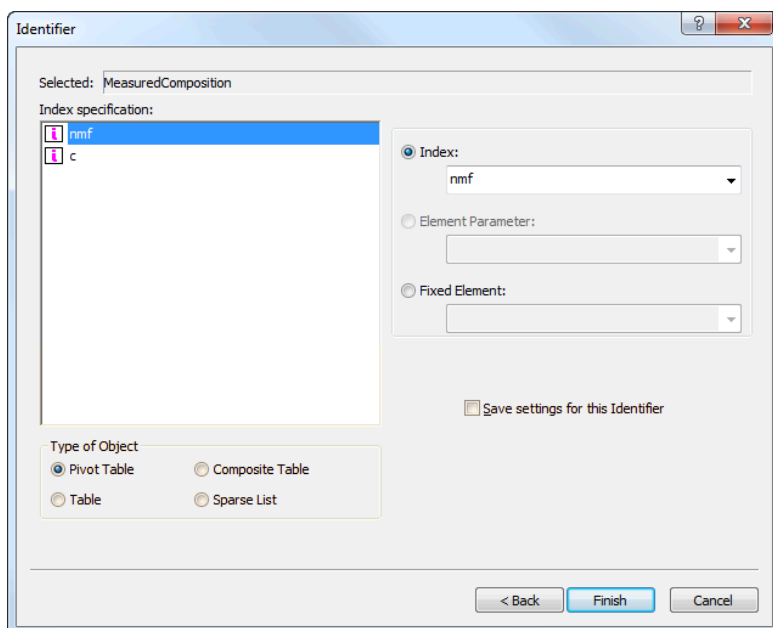 Identifier
Selected: MeasuredComposition
Index specification:
i nmf
i c
Index:
nmf
Element Parameter:
Fixed Element:
Save settings for this Identifier
Type of Object
Pivot Table Composite Table
Table Sparse List
< Back Finish Cancel